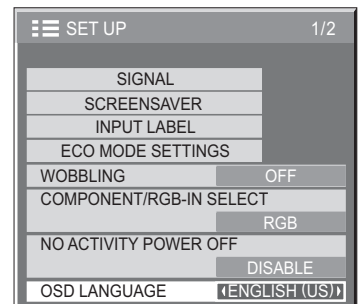 SET UP 1/2
SIGNAL
SCREENSAVER
INPUT LABEL
ECO MODE SETTINGS
WOBBLING OFF
COMPONENT/RGB-IN SELECT
RGB
NO ACTIVITY POWER OFF
DISABLE
OSD LANGUAGE ENGLISH (US)